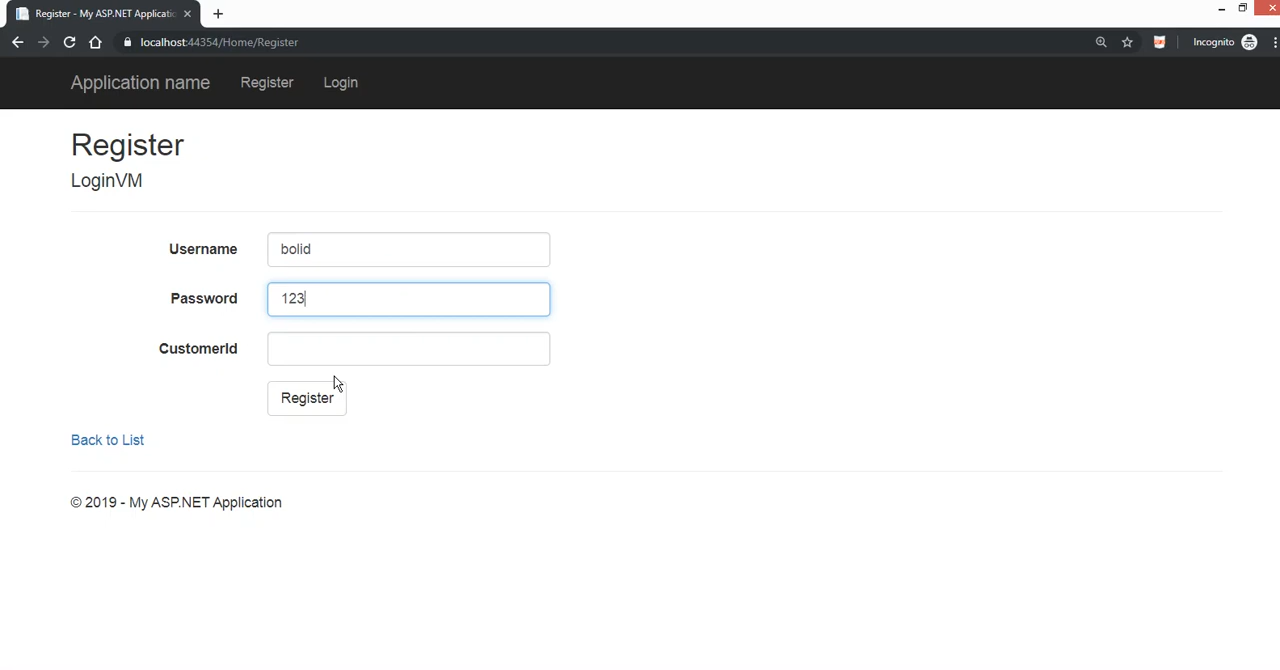 Register - My ASP.NET Applicatic
localhost:44354/Home/Register
Incognito
Application name Register Login
Register
LoginVM
Username bolid
Password 123
CustomerId
Register
Back to List
© 2019 - My ASP.NET Application